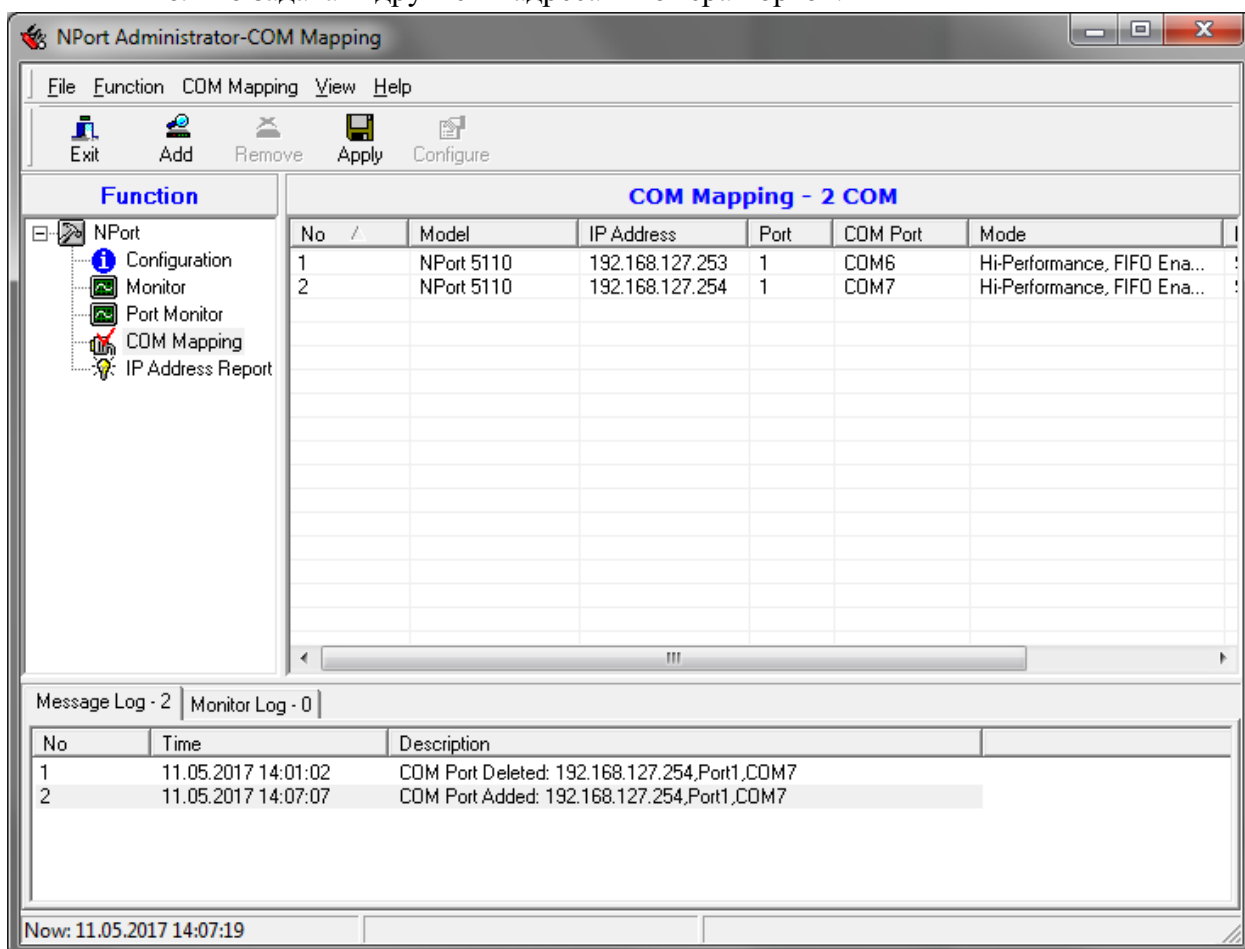 NPort Administrator-COM Mapping
File Function COM Mapping View Help
Exit Add Remove Apply Configure
Function
COM Mapping - 2 COM
NPort
Configuration
Monitor
Port Monitor
COM Mapping
IP Address Report
No Model IP Address Port COM Port Mode
1 NPort 5110 192.168.127.253 1 COM6 Hi-Performance, FIFO Ena...
2 NPort 5110 192.168.127.254 1 COM7 Hi-Performance, FIFO Ena...
Message Log - 2 Monitor Log - 0
No Time Description
1 11.05.2017 14:01:02 COM Port Deleted: 192.168.127.254,Port1,COM7
2 11.05.2017 14:07:07 COM Port Added: 192.168.127.254,Port1,COM7
Now: 11.05.2017 14:07:19